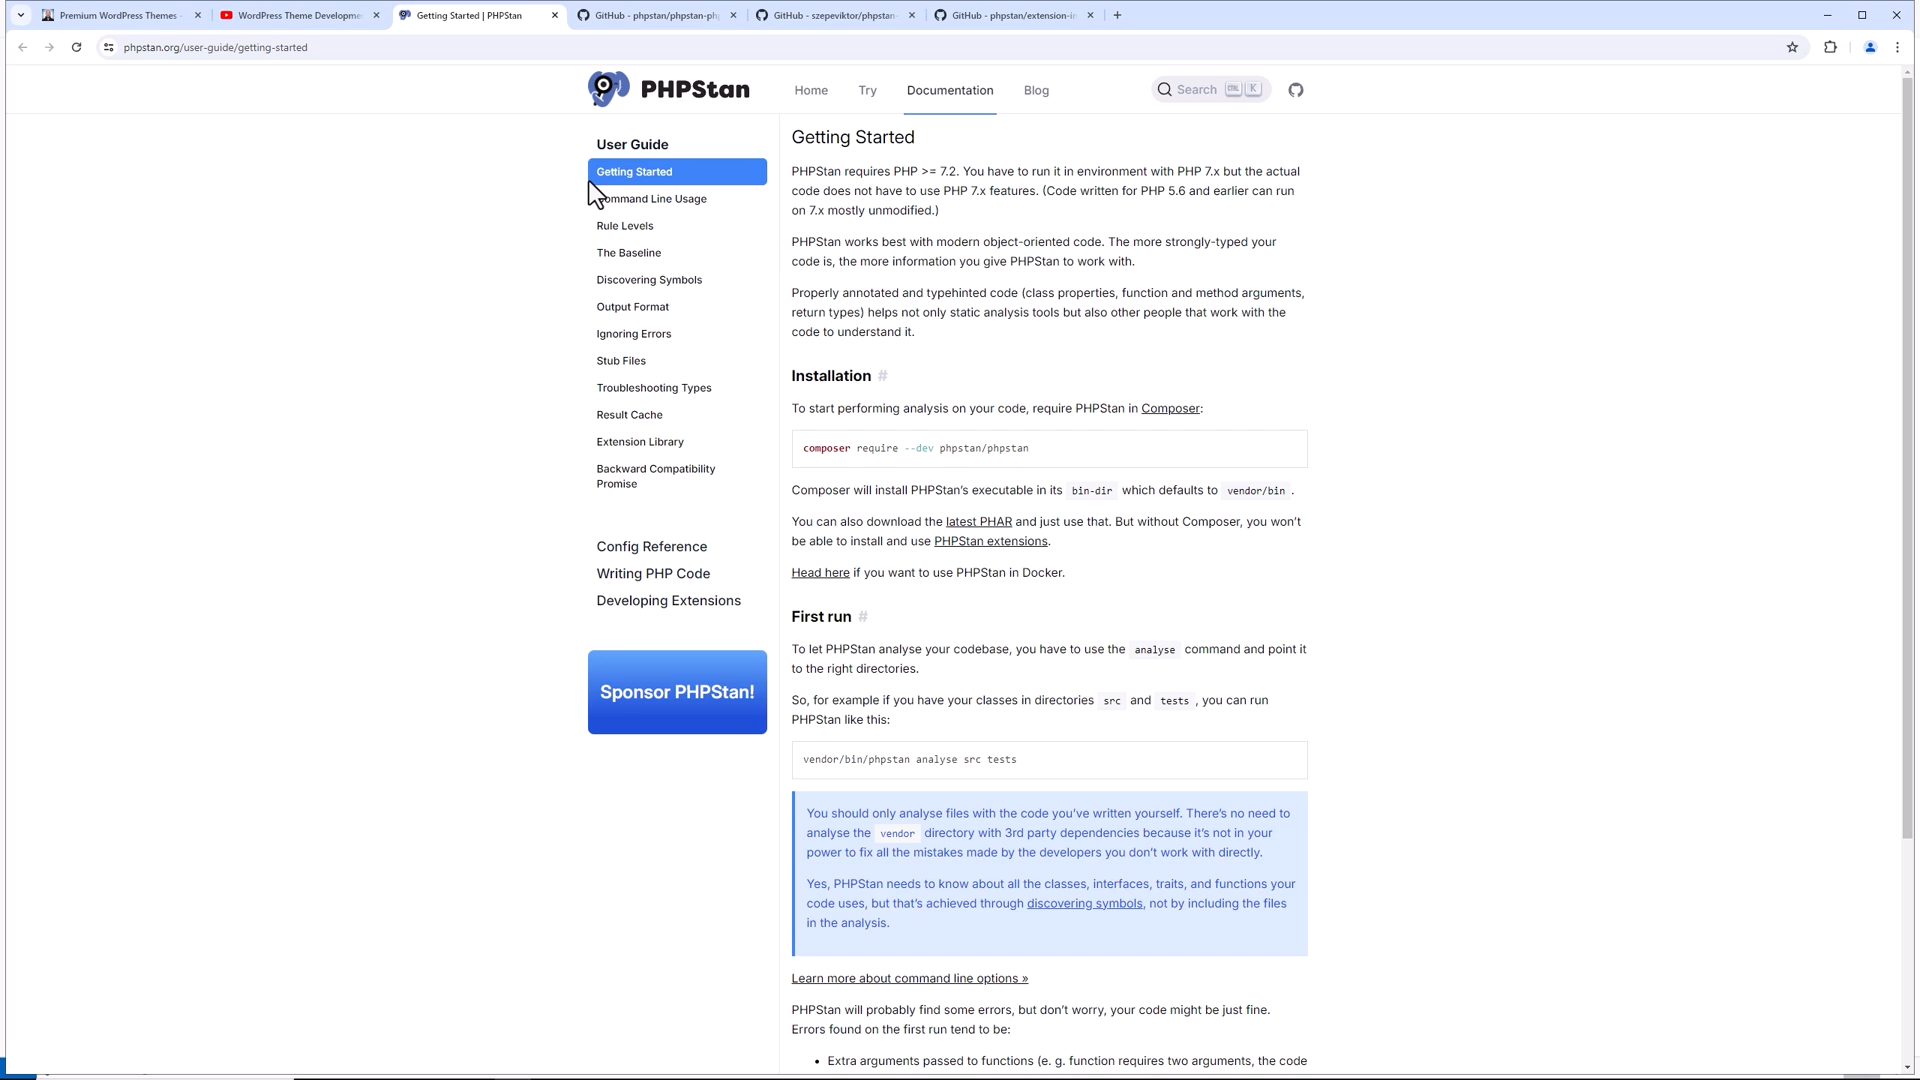 Premium WordPress Themes -
WordPress Theme Developme
Getting Started | PHPStan
GitHub - phpstan/phpstan-ph
GitHub - szepeviktor/phpstan-
GitHub - phpstan/extension-in
phpstan.org/user-guide/getting-started
PHPStan
Home
Try
Documentation
Blog
Search CTRL K
User Guide
Getting Started
ommand Line Usage
Rule Levels
The Baseline
Discovering Symbols
Output Format
Ignoring Errors
Stub Files
Troubleshooting Types
Result Cache
Extension Library
Backward Compatibility
Promise
Config Reference
Writing PHP Code
Developing Extensions
Sponsor PHPStan!
Getting Started
PHPStan requires PHP >= 7.2. You have to run it in environment with PHP 7.x but the actual
code does not have to use PHP 7.x features. (Code written for PHP 5.6 and earlier can run
on 7.x mostly unmodified.)
PHPStan works best with modern object-oriented code. The more strongly-typed your
code is, the more information you give PHPStan to work with.
Properly annotated and typehinted code (class properties, function and method arguments,
return types) helps not only static analysis tools but also other people that work with the
code to understand it.
Installation #
To start performing analysis on your code, require PHPStan in Composer:
composer require --dev phpstan/phpstan
Composer will install PHPStan’s executable in its bin-dir which defaults to vendor/bin .
You can also download the latest PHAR and just use that. But without Composer, you won’t
be able to install and use PHPStan extensions.
Head here if you want to use PHPStan in Docker.
First run #
To let PHPStan analyse your codebase, you have to use the analyse command and point it
to the right directories.
So, for example if you have your classes in directories src and tests , you can run
PHPStan like this:
vendor/bin/phpstan analyse src tests
You should only analyse files with the code you’ve written yourself. There’s no need to
analyse the vendor directory with 3rd party dependencies because it’s not in your
power to fix all the mistakes made by the developers you don’t work with directly.
Yes, PHPStan needs to know about all the classes, interfaces, traits, and functions your
code uses, but that’s achieved through discovering symbols, not by including the files
in the analysis.
Learn more about command line options »
PHPStan will probably find some errors, but don’t worry, your code might be just fine.
Errors found on the first run tend to be:
• Extra arguments passed to functions (e. g. function requires two arguments, the code